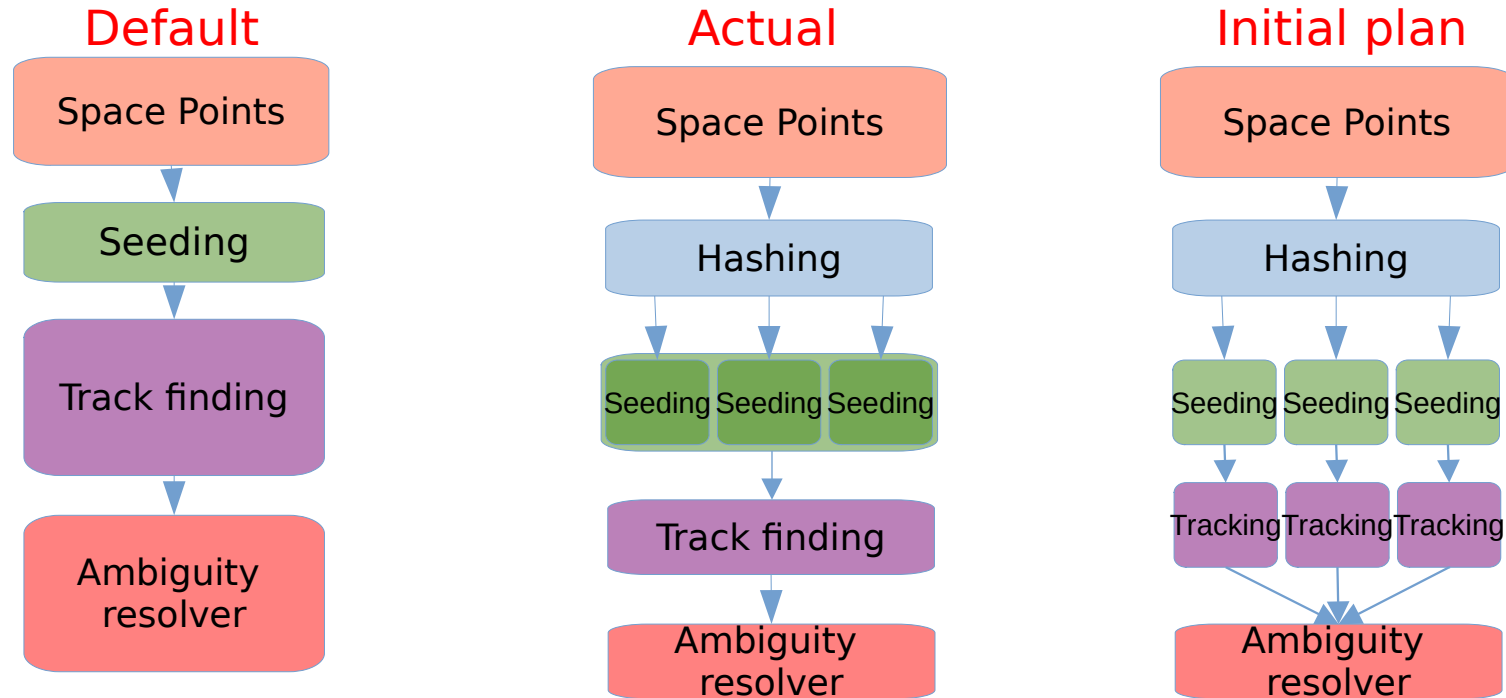 Default
Space Points
Seeding
Track finding
Ambiguity
resolver
Actual
Space Points
Hashing
Seeding Seeding Seeding
Track finding
Ambiguity
resolver
Initial plan
Space Points
Hashing
Seeding Seeding Seeding
Tracking Tracking Tracking
Ambiguity
resolver